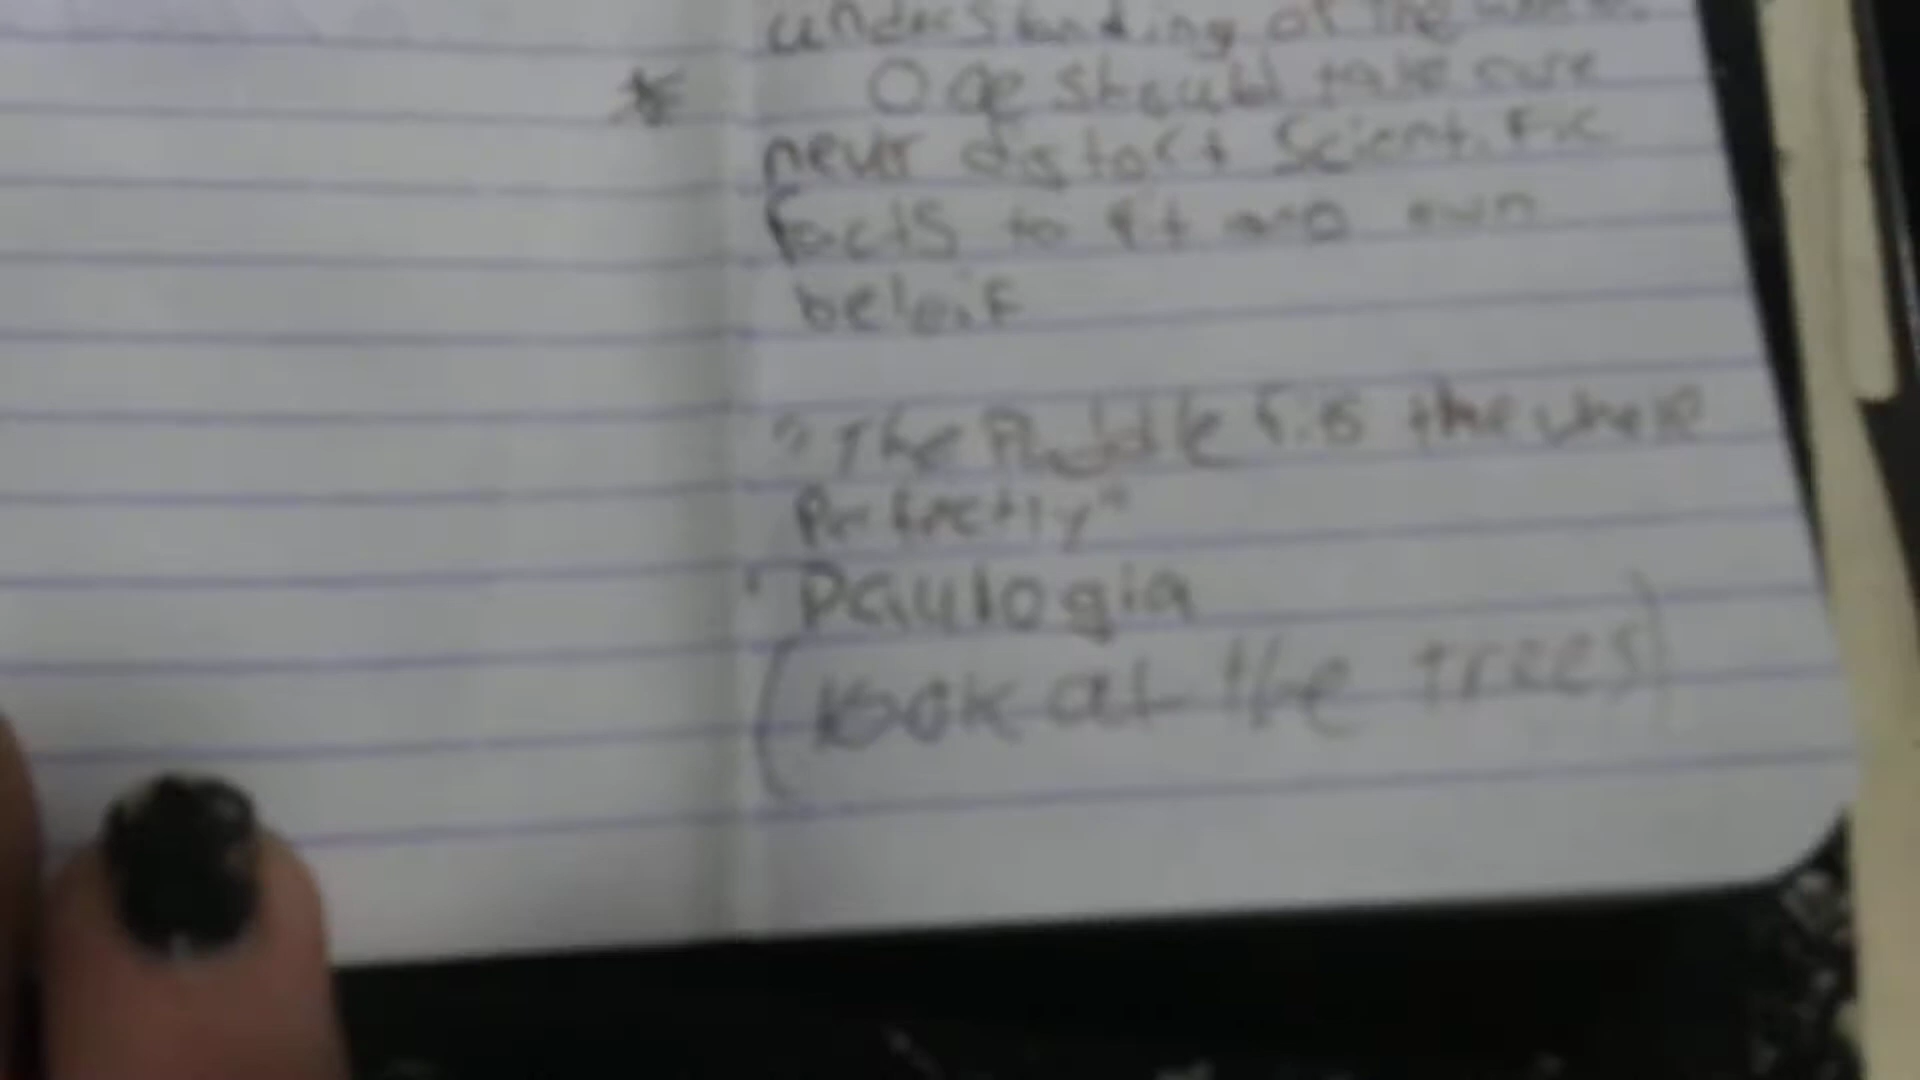 understanding of the
* One should take care
never distort Scientific
facts to fit own
beleif
"The Puddle fits the whole
Perfectly"
Paulogia
(look at the trees)